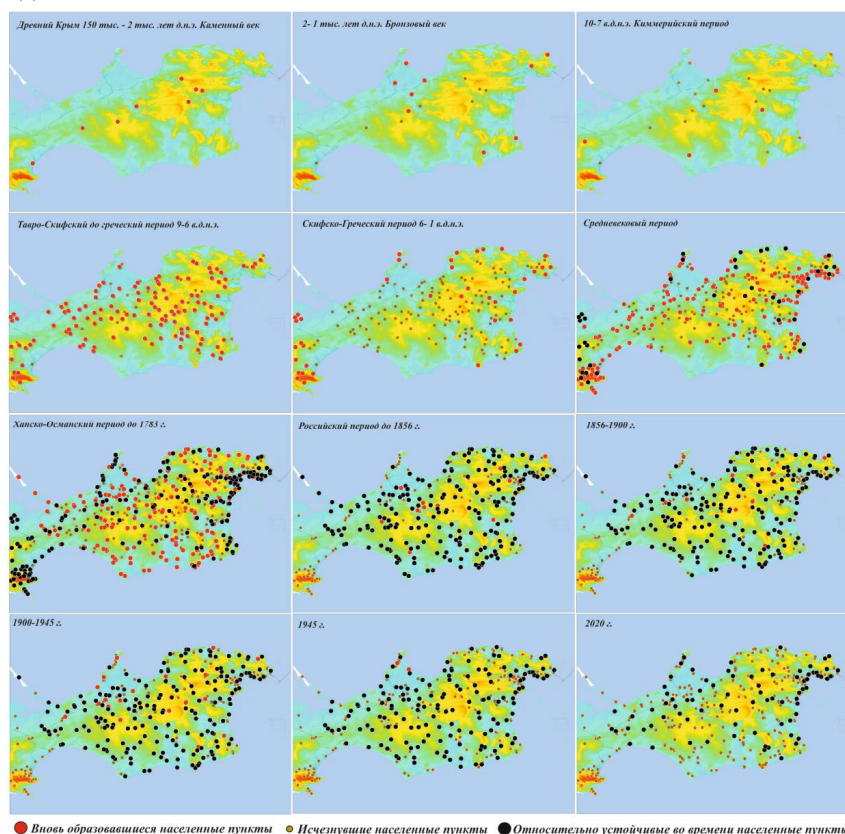 Древний Крым 150 тыс. - 2 тыс. лет д.н.э. Каменный век
2- 1 тыс. лет д.н.э. Бронзовый век
10-7 в.д.н.э. Киммерийский период
Тавро-Скифский до греческий период 9-6 в.д.н.э.
Скифско-Греческий период 6- 1 в.д.н.э.
Средневековый период
Ханско-Османский период до 1783 г.
Российский период до 1856 г.
1856-1900 г.
1900-1945 г.
1945 г.
2020 г.
Вновь образовавшиеся населенные пункты Исчезнувшие населенные пункты Относительно устойчивые во времени населенные пункты